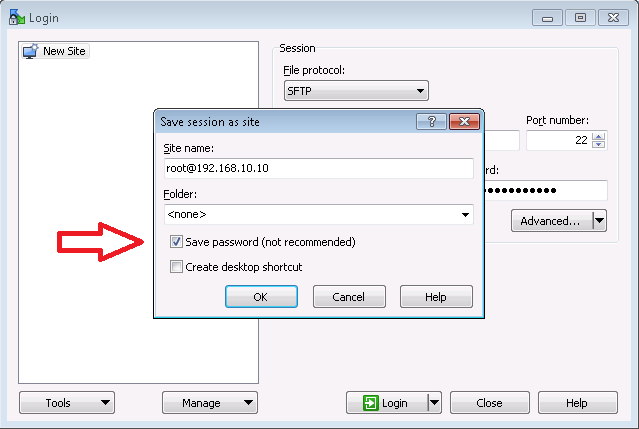 Login
New Site
Session
File protocol:
SFTP
Port number:
22
rd:
Advanced...
Save session as site
Site name:
root@192.168.10.10
Folder:
<none>
Save password (not recommended)
Create desktop shortcut
OK
Cancel
Help
Tools
Manage
Login
Close
Help